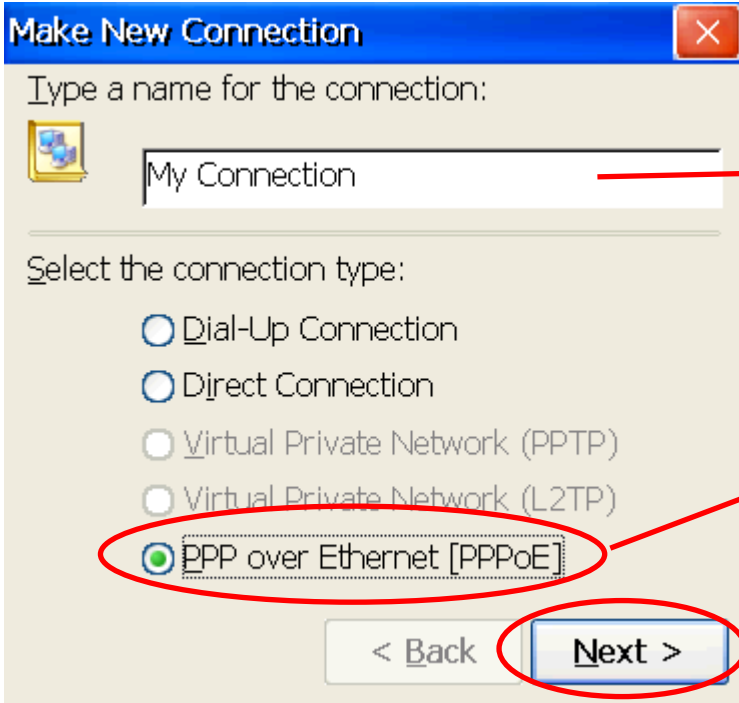 Make New Connection
Type a name for the connection:
My Connection
Select the connection type:
Dial-Up Connection
Direct Connection
Virtual Private Network (PPTP)
Virtual Private Network (L2TP)
PPP over Ethernet [PPPoE]
< Back Next >